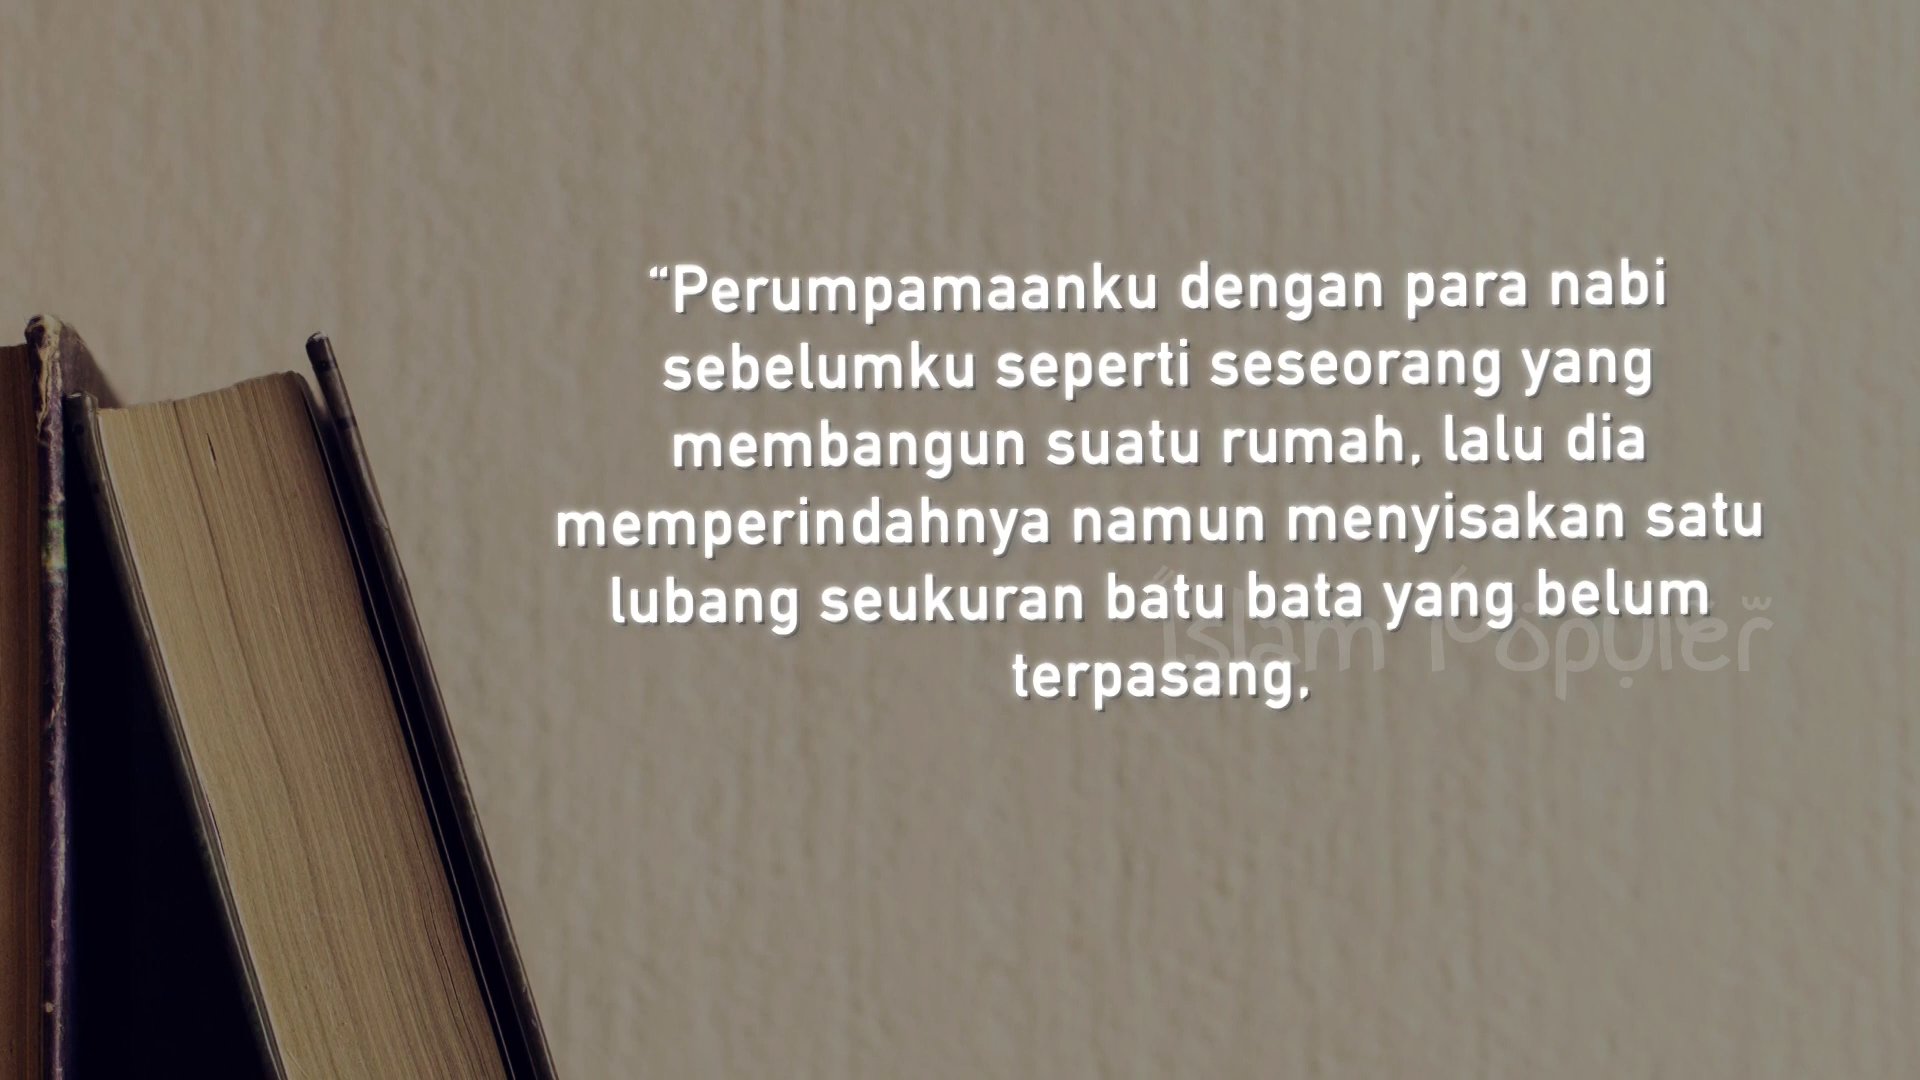 “Perumpamaanku dengan para nabi
sebelumku seperti seseorang yang
membangun suatu rumah, lalu dia
memperindahnya namun menyisakan satu
lubang seukuran batu bata yang belum
terpasang,
Islam Populer